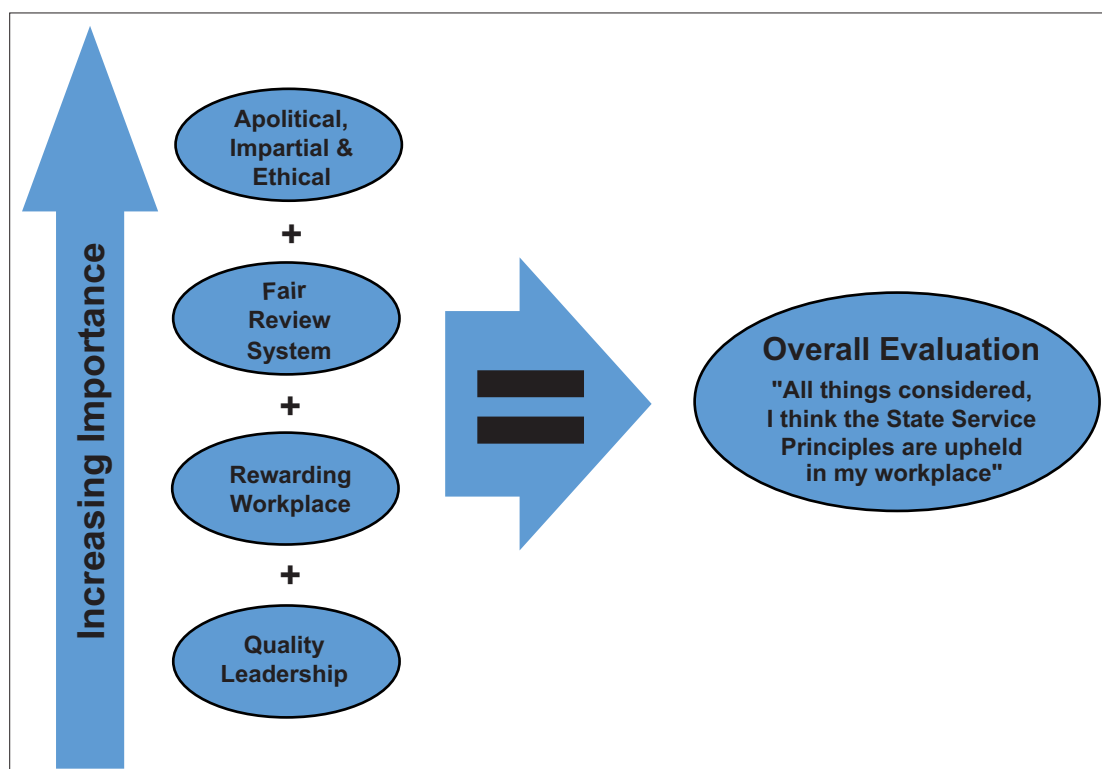 Increasing Importance
Apolitical,
Impartial &
Ethical
+
Fair
Review
System
+
Rewarding
Workplace
+
Quality
Leadership
=
Overall Evaluation
"All things considered,
I think the State Service
Principles are upheld
in my workplace"